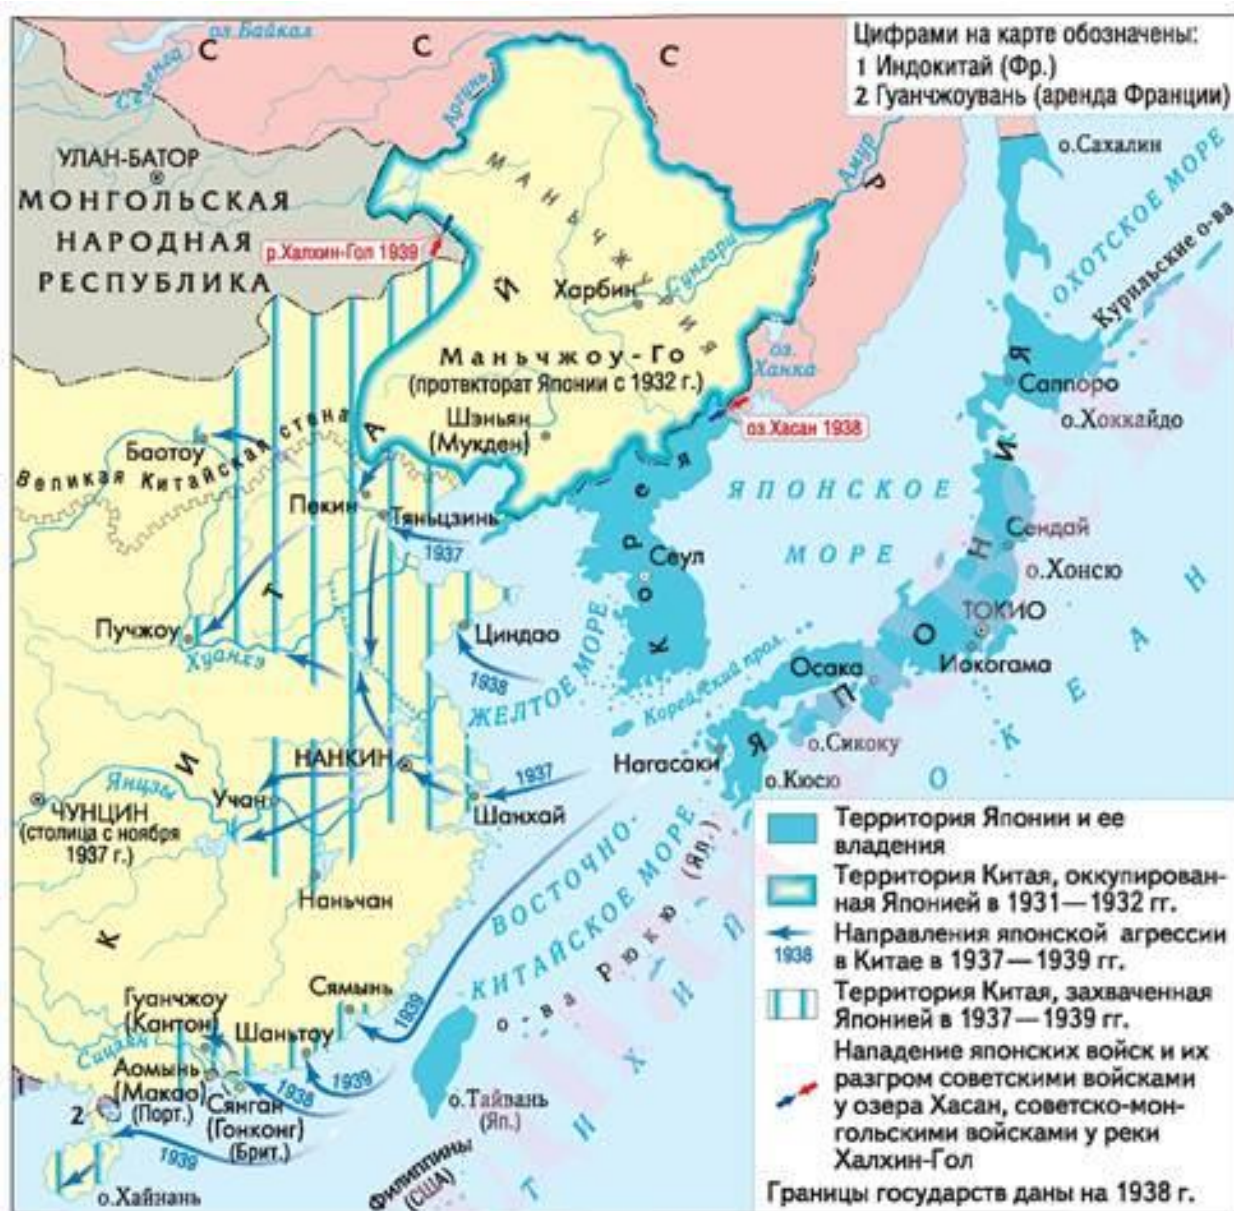 Цифрами на карте обозначены:
1 Индокитай (Фр.)
2 Гуанчжоувань (аренда Франции)
С С С Р
оз.Байкал
Селенга
Аргунь
Амур
о.Сахалин
ОХОТСКОЕ МОРЕ
Курильские о-ва
УЛАН-БАТОР
МОНГОЛЬСКАЯ
НАРОДНАЯ
РЕСПУБЛИКА
р.Халхин-Гол 1939
МАНЬЧЖУРИЯ
Сунгари
Харбин
оз.
Ханка
Маньчжоу-Го
(протекторат Японии с 1932 г.)
Шэньян
(Мукден)
оз.Хасан 1938
Саппоро
о.Хоккайдо
Баотоу
Великая Китайская стена
Пекин
Тяньцзинь
1937
Корея
Сеул
ЯПОНСКОЕ
МОРЕ
Сендай
о.Хонсю
ТОКИО
Иокогама
ЯПОНИЯ
Осака
Пучжоу
Хуанхэ
Циндао
1938
ЖЕЛТОЕ МОРЕ
Корейский прол.
о.Сикоку
Нагасаки
о.Кюсю
КИТАЙ
НАНКИН
1937
Шанхай
Янцзы
Учан
ЧУНЦИН
(столица с ноября
1937 г.)
Наньчан
ВОСТОЧНО-
КИТАЙСКОЕ МОРЕ
о-ва Рюкю (Яп.)
ТИХИЙ ОКЕАН
Сямынь
1939
Гуанчжоу
(Кантон)
Шаньтоу
1939
Сицзян
Аомынь
(Макао)
(Порт.)
Сянган
(Гонконг)
(Брит.)
1938
1
2
1939
о.Хайнань
о.Тайвань
(Яп.)
Филиппины
(США)
Территория Японии и ее
владения
Территория Китая, оккупирован-
ная Японией в 1931—1932 гг.
1938
Направления японской агрессии
в Китае в 1937—1939 гг.
Территория Китая, захваченная
Японией в 1937—1939 гг.
Нападение японских войск и их
разгром советскими войсками
у озера Хасан, советско-мон-
гольскими войсками у реки
Халхин-Гол
Границы государств даны на 1938 г.